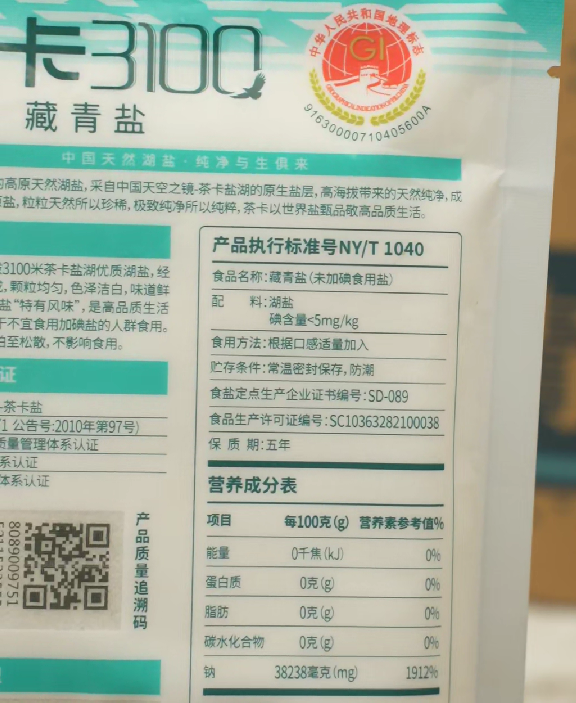 卡3100
藏青盐
中华人民共和国地理标志
GI
91630000710405600A
中国天然湖盐·纯净与生俱来
的高原天然湖盐，采自中国天空之镜-茶卡盐湖的原生盐层，高海拔带来的天然纯净，成
盐，粒粒天然所以珍稀，极致纯净所以纯粹，茶卡以世界盐甄品敬高品质生活。
3100米茶卡盐湖优质湖盐，经
颗粒均匀，色泽洁白，味道鲜
盐“特有风味”，是高品质生活
于不宜食用加碘盐的人群食用。
白至松散，不影响食用。
证
-茶卡盐
1 公告号:2010年第97号)
质量管理体系认证
系认证
体系认证
产品质量追溯码
8089009751
产品执行标准号NY/T 1040
食品名称:藏青盐(未加碘食用盐)
配 料:湖盐
碘含量<5mg/kg
食用方法:根据口感适量加入
贮存条件:常温密封保存,防潮
食盐定点生产企业证书编号:SD-089
食品生产许可证编号:SC10363282100038
保 质 期:五年
营养成分表
项目 每100克(g) 营养素参考值%
能量 0千焦(kJ) 0%
蛋白质 0克(g) 0%
脂肪 0克(g) 0%
碳水化合物 0克(g) 0%
钠 38238毫克(mg) 1912%